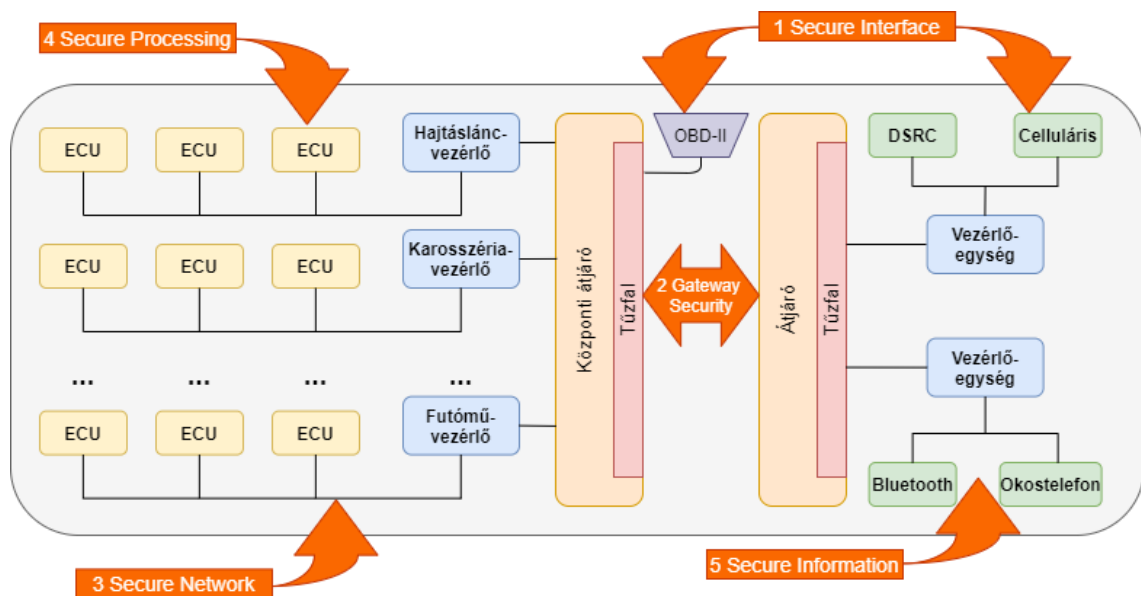 4 Secure Processing
1 Secure Interface
ECU
ECU
ECU
Hajtáslánc-
vezérlő
OBD-II
DSRC
Celluláris
ECU
ECU
ECU
Karosszéria-
vezérlő
Központi átjáró
Tűzfal
2 Gateway
Security
Átjáró
Tűzfal
Vezérlő-
egység
...
...
...
...
Vezérlő-
egység
ECU
ECU
ECU
Futómű-
vezérlő
Bluetooth
Okostelefon
3 Secure Network
5 Secure Information